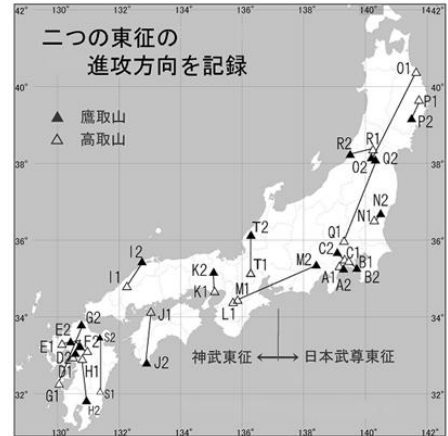 二つの東征の
進攻方向を記録
▲ 鷹取山
△ 高取山
42°
40°
38°
36°
34°
32°
130°
132°
134°
136°
138°
140°
142°
O1
P1
P2
R1
R2
O2
Q2
N2
N1
Q1
C2
C1
B1
B2
A1
A2
M2
M1
L1
T2
T1
K2
K1
I2
I1
J1
J2
G2
E2
S2
F2
E1
D2
D1
H1
G1
S1
H2
神武東征 ←→ 日本武尊東征